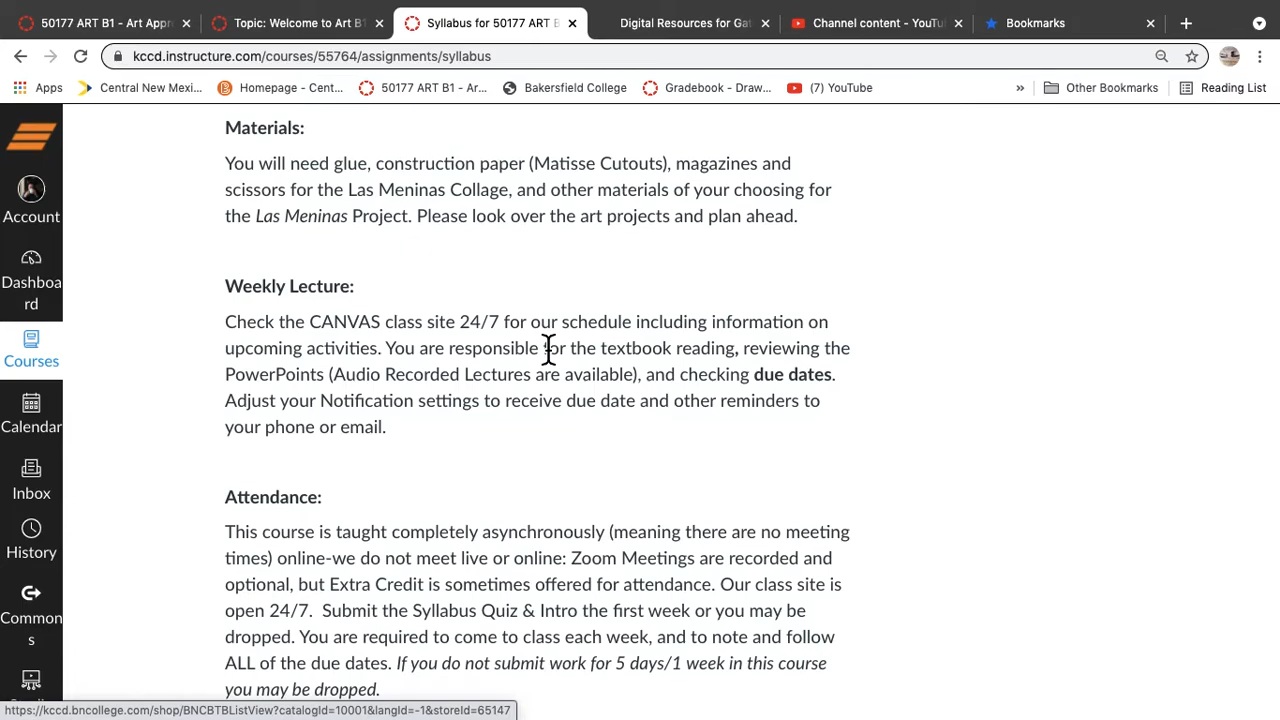 50177 ART B1 - Art Appre
Topic: Welcome to Art B1
Syllabus for 50177 ART B
Digital Resources for Gat
Channel content - YouTu
Bookmarks
kccd.instructure.com/courses/55764/assignments/syllabus
Apps
Central New Mexi...
Homepage - Cent...
50177 ART B1 - Ar...
Bakersfield College
Gradebook - Draw...
(7) YouTube
»
Other Bookmarks
Reading List
Account
Dashboa
rd
Courses
Calendar
Inbox
History
Common
s
Materials:
You will need glue, construction paper (Matisse Cutouts), magazines and
scissors for the Las Meninas Collage, and other materials of your choosing for
the Las Meninas Project. Please look over the art projects and plan ahead.
Weekly Lecture:
Check the CANVAS class site 24/7 for our schedule including information on
upcoming activities. You are responsible for the textbook reading, reviewing the
PowerPoints (Audio Recorded Lectures are available), and checking due dates.
Adjust your Notification settings to receive due date and other reminders to
your phone or email.
Attendance:
This course is taught completely asynchronously (meaning there are no meeting
times) online-we do not meet live or online: Zoom Meetings are recorded and
optional, but Extra Credit is sometimes offered for attendance. Our class site is
open 24/7. Submit the Syllabus Quiz & Intro the first week or you may be
dropped. You are required to come to class each week, and to note and follow
ALL of the due dates. If you do not submit work for 5 days/1 week in this course
you may be dropped.
https://kccd.bncollege.com/shop/BNCBTBListView?catalogId=10001&langId=-1&storeId=65147